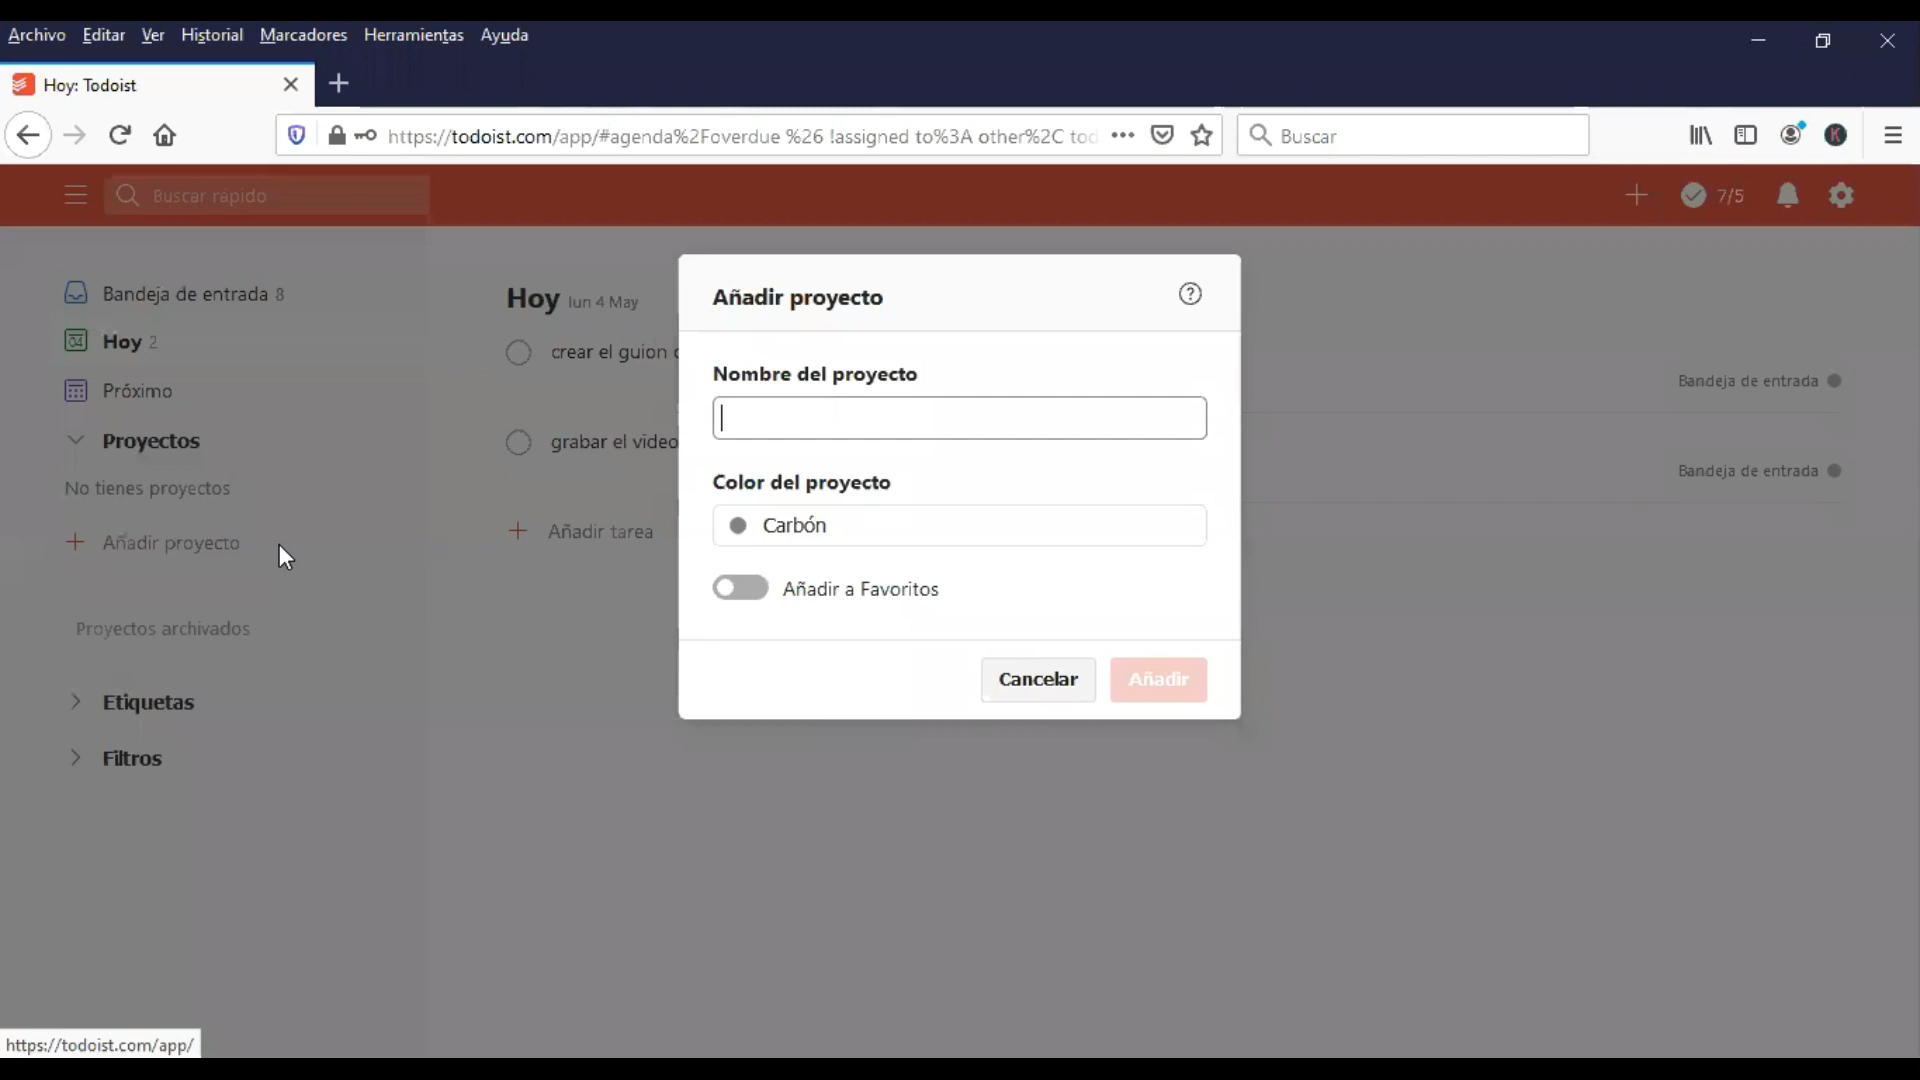 Archivo Editar Ver Historial Marcadores Herramientas Ayuda
Hoy: Todoist
https://todoist.com/app/#agenda%2Foverdue %26 !assigned to%3A other%2C tod
Buscar
K
Buscar rápido
7/5
Bandeja de entrada 8
04 Hoy 2
Próximo
Proyectos
No tienes proyectos
Añadir proyecto
Proyectos archivados
Etiquetas
Filtros
Hoy lun 4 May
crear el guion
Bandeja de entrada
grabar el video
Bandeja de entrada
Añadir tarea
Añadir proyecto
Nombre del proyecto
Color del proyecto
Carbón
Añadir a Favoritos
Cancelar Añadir
https://todoist.com/app/